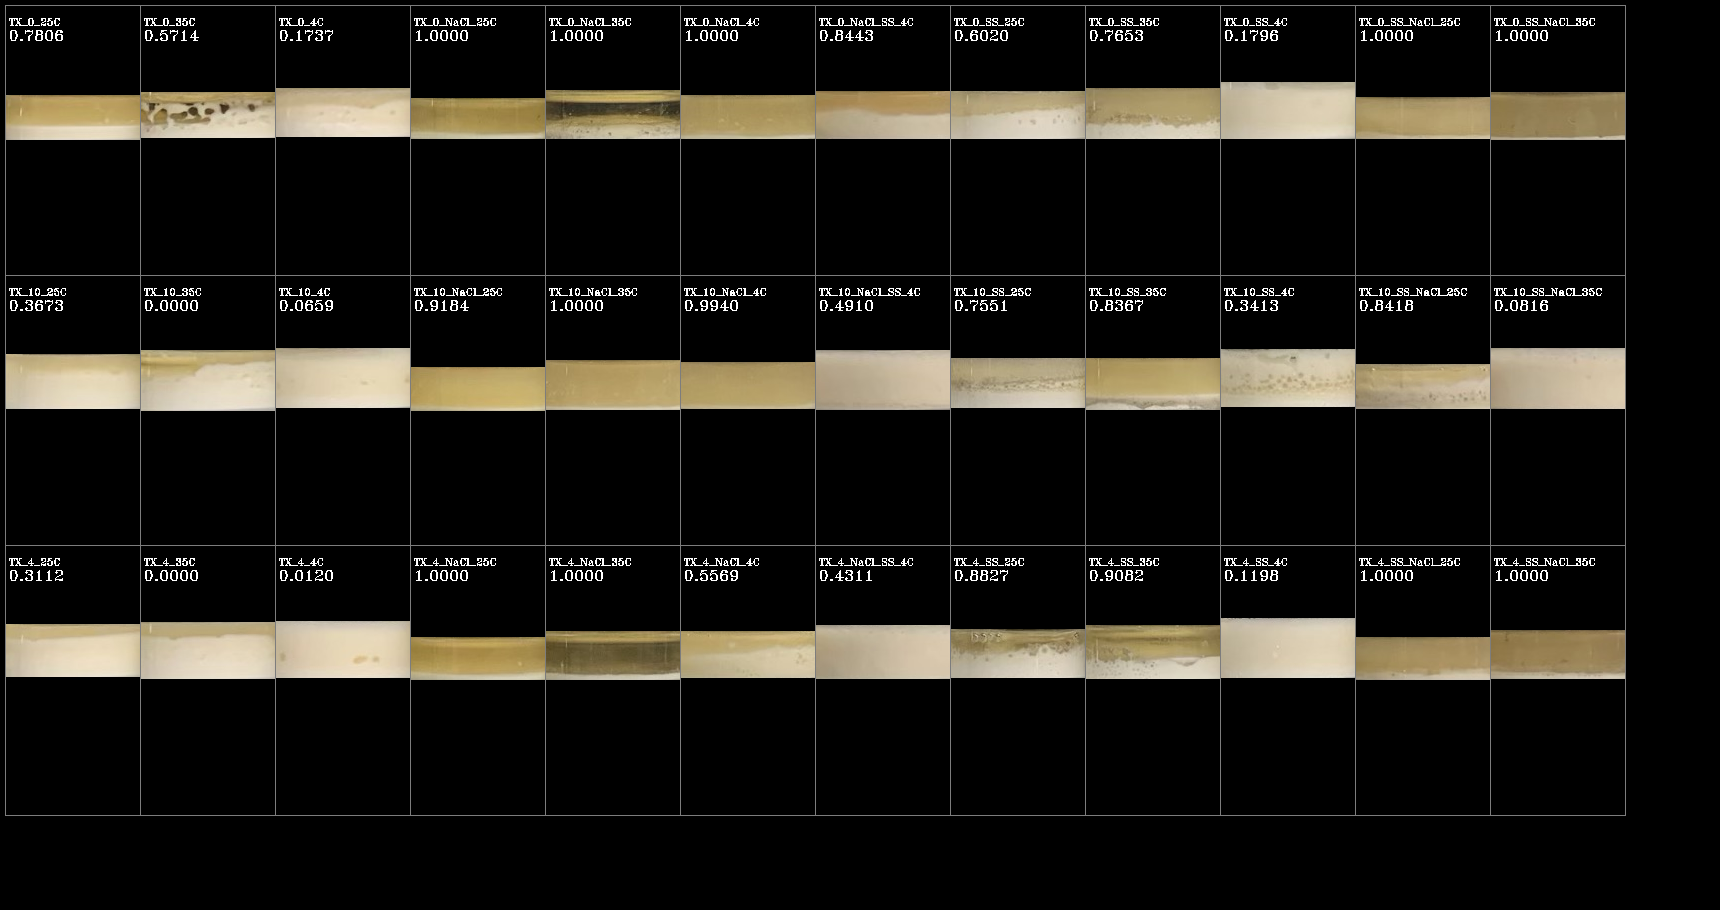 TX_0_25C
0.7806
TX_0_35C
0.5714
TX_0_4C
0.1737
TX_0_NaCl_25C
1.0000
TX_0_NaCl_35C
1.0000
TX_0_NaCl_4C
1.0000
TX_0_NaCl_SS_4C
0.8443
TX_0_SS_25C
0.6020
TX_0_SS_35C
0.7653
TX_0_SS_4C
0.1796
TX_0_SS_NaCl_25C
1.0000
TX_0_SS_NaCl_35C
1.0000
TX_10_25C
0.3673
TX_10_35C
0.0000
TX_10_4C
0.0659
TX_10_NaCl_25C
0.9184
TX_10_NaCl_35C
1.0000
TX_10_NaCl_4C
0.9940
TX_10_NaCl_SS_4C
0.4910
TX_10_SS_25C
0.7551
TX_10_SS_35C
0.8367
TX_10_SS_4C
0.3413
TX_10_SS_NaCl_25C
0.8418
TX_10_SS_NaCl_35C
0.0816
TX_4_25C
0.3112
TX_4_35C
0.0000
TX_4_4C
0.0120
TX_4_NaCl_25C
1.0000
TX_4_NaCl_35C
1.0000
TX_4_NaCl_4C
0.5569
TX_4_NaCl_SS_4C
0.4311
TX_4_SS_25C
0.8827
TX_4_SS_35C
0.9082
TX_4_SS_4C
0.1198
TX_4_SS_NaCl_25C
1.0000
TX_4_SS_NaCl_35C
1.0000